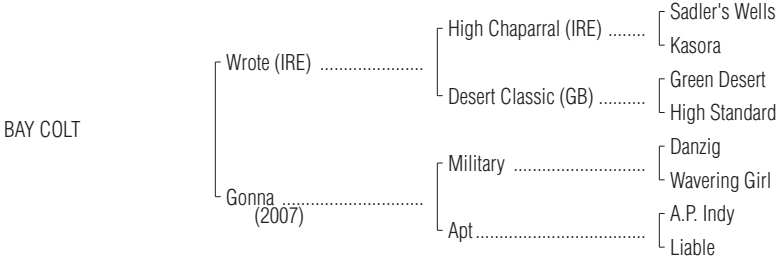 Sadler's Wells
High Chaparral (IRE) ........
Kasora
Wrote (IRE) ......................
Green Desert
Desert Classic (GB) ..........
High Standard
BAY COLT
Danzig
Military ............................
Wavering Girl
Gonna ..............................
(2007)
A.P. Indy
Apt....................................
Liable